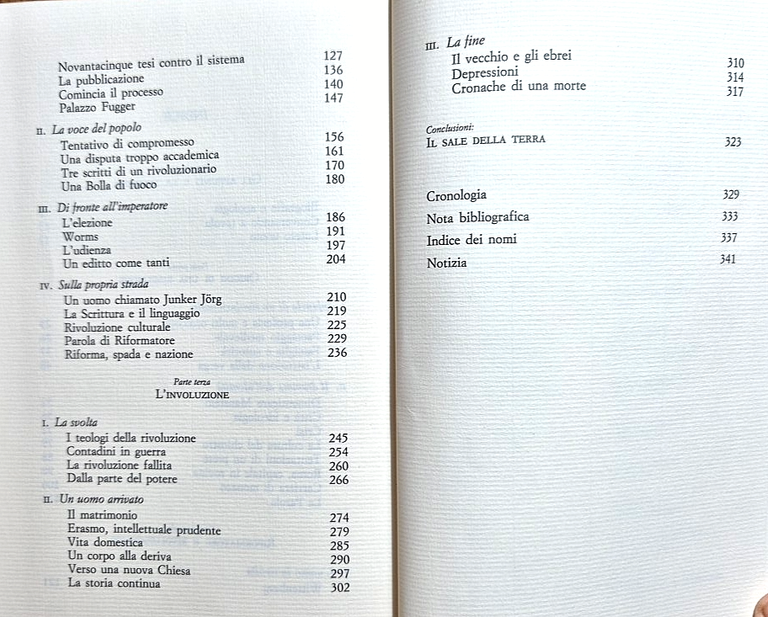 Novantacinque tesi contro il sistema 127
La pubblicazione 136
Comincia il processo 140
Palazzo Fugger 147
II. La voce del popolo
Tentativo di compromesso 156
Una disputa troppo accademica 161
Tre scritti di un rivoluzionario 170
Una Bolla di fuoco 180
III. Di fronte all'imperatore
L'elezione 186
Worms 191
L'udienza 197
Un editto come tanti 204
IV. Sulla propria strada
Un uomo chiamato Junker Jörg 210
La Scrittura e il linguaggio 219
Rivoluzione culturale 225
Parola di Riformatore 229
Riforma, spada e nazione 236
Parte terza
L'INVOLUZIONE
I. La svolta
I teologi della rivoluzione 245
Contadini in guerra 254
La rivoluzione fallita 260
Dalla parte del potere 266
II. Un uomo arrivato
Il matrimonio 274
Erasmo, intellettuale prudente 279
Vita domestica 285
Un corpo alla deriva 290
Verso una nuova Chiesa 297
La storia continua 302
III. La fine
Il vecchio e gli ebrei 310
Depressioni 314
Cronache di una morte 317
Conclusioni:
IL SALE DELLA TERRA 323
Cronologia 329
Nota bibliografica 333
Indice dei nomi 337
Notizia 341